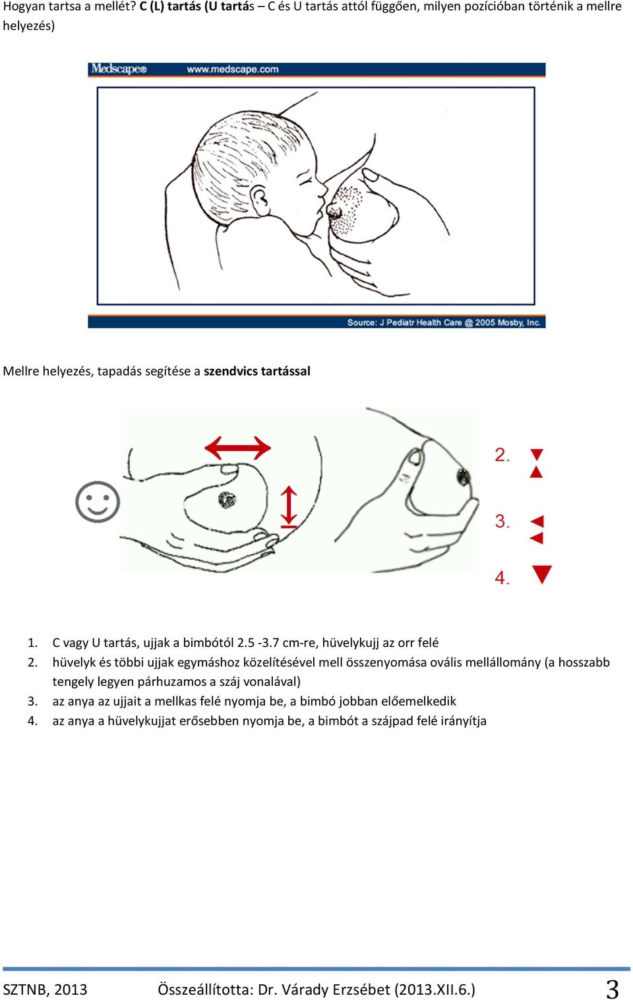 Hogyan tartsa a mellét? C (L) tartás (U tartás – C és U tartás attól függően, milyen pozícióban történik a mellre
helyezés)
Medscape® www.medscape.com
Source: J Pediatr Health Care @ 2005 Mosby, Inc.
Mellre helyezés, tapadás segítése a szendvics tartással
2. ▼
▲
3. ◄
◄
4. ▼
1. C vagy U tartás, ujjak a bimbótól 2.5 -3.7 cm-re, hüvelykujj az orr felé
2. hüvelyk és többi ujjak egymáshoz közelítésével mell összenyomása ovális mellállomány (a hosszabb
tengely legyen párhuzamos a száj vonalával)
3. az anya az ujjait a mellkas felé nyomja be, a bimbó jobban előemelkedik
4. az anya a hüvelykujjat erősebben nyomja be, a bimbót a szájpad felé irányítja
SZTNB, 2013 Összeállította: Dr. Várady Erzsébet (2013.XII.6.) 3